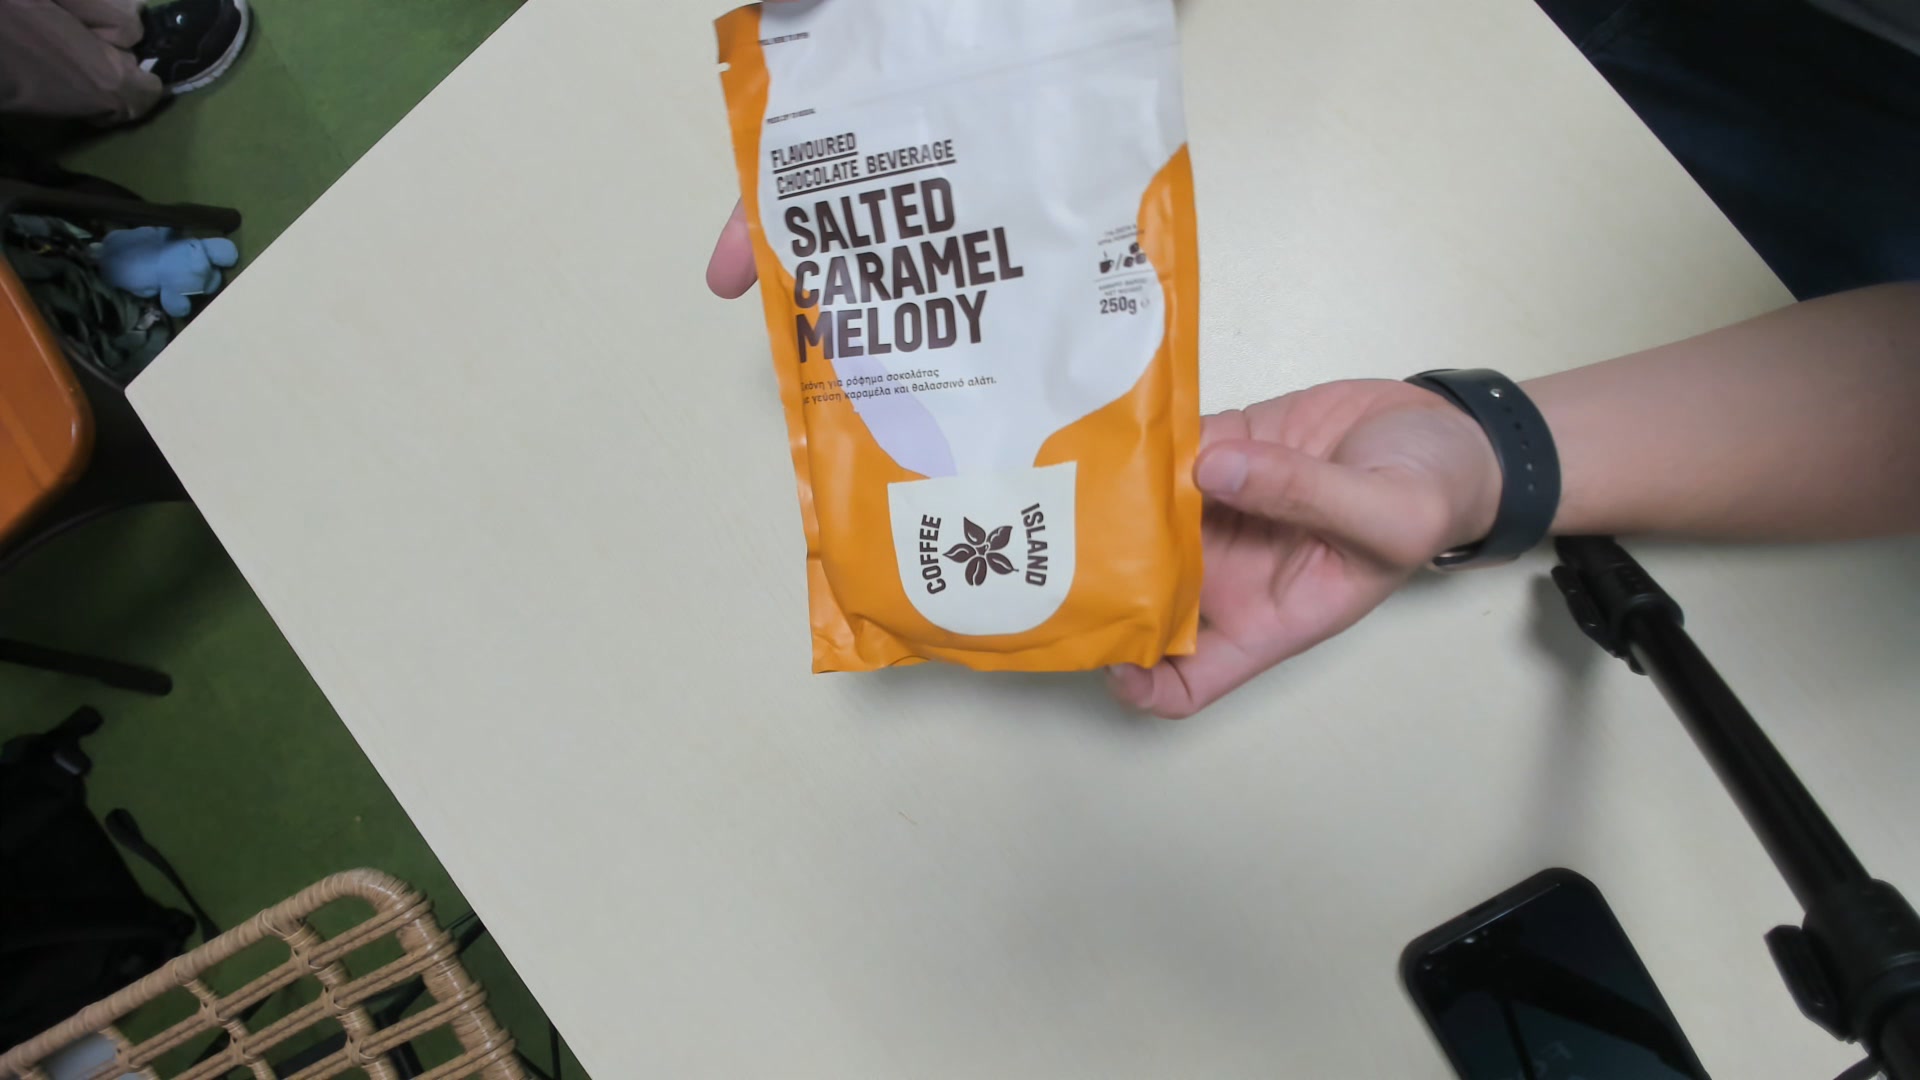 FLAVOURED
CHOCOLATE BEVERAGE
SALTED
CARAMEL
MELODY
για ρόφημα σοκολάτας
γεύση καραμέλα και θαλασσινό αλάτι.
250g
COFFEE
ISLAND